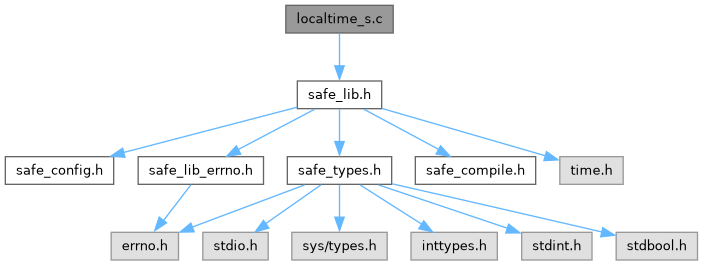 localtime_s.c
safe_lib.h
safe_config.h
safe_lib_errno.h
safe_types.h
safe_compile.h
time.h
errno.h
stdio.h
sys/types.h
inttypes.h
stdint.h
stdbool.h